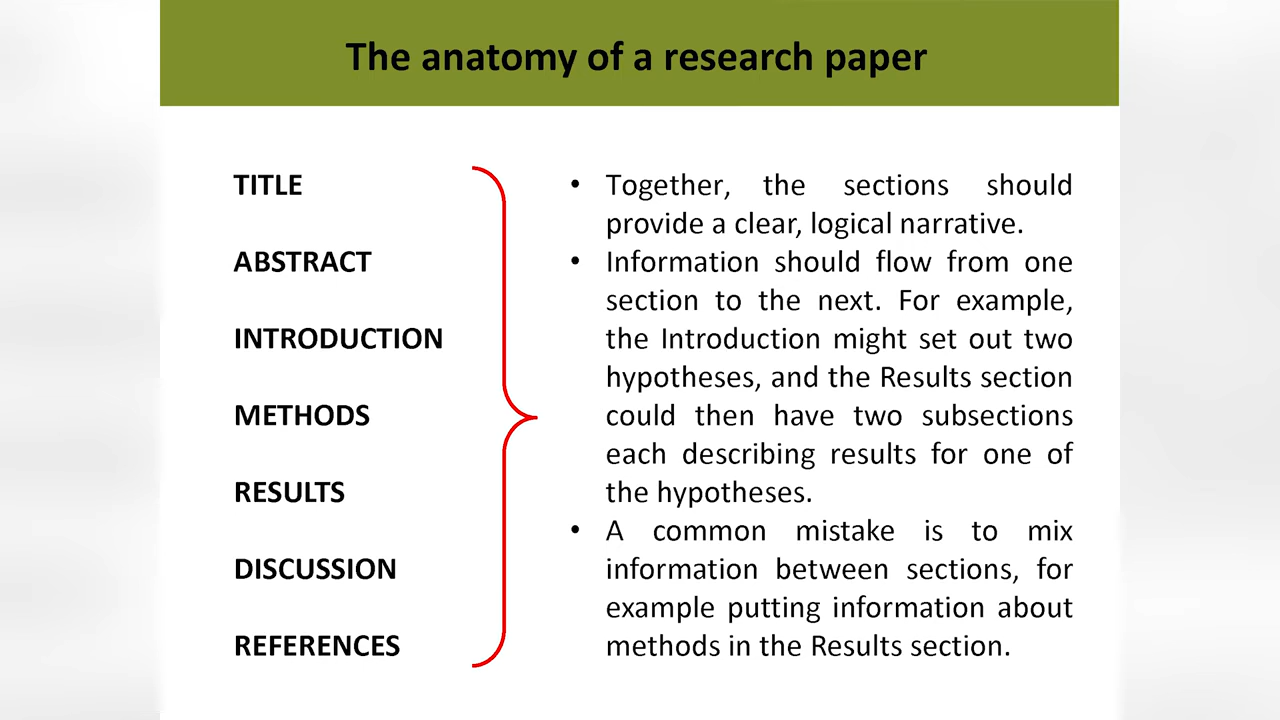 The anatomy of a research paper
TITLE
ABSTRACT
INTRODUCTION
METHODS
RESULTS
DISCUSSION
REFERENCES
• Together, the sections should
provide a clear, logical narrative.
• Information should flow from one
section to the next. For example,
the Introduction might set out two
hypotheses, and the Results section
could then have two subsections
each describing results for one of
the hypotheses.
• A common mistake is to mix
information between sections, for
example putting information about
methods in the Results section.